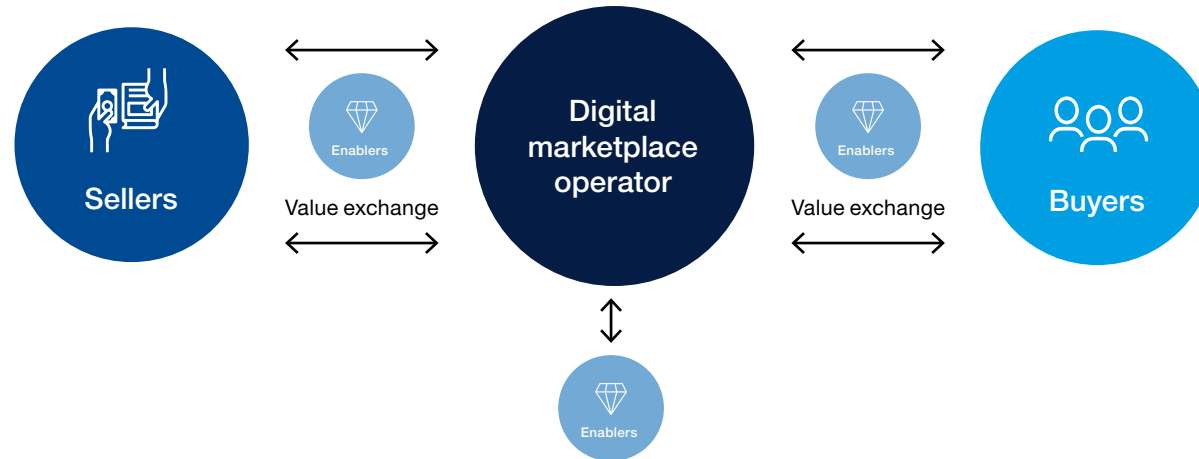 Sellers
Enablers
Value exchange
Digital
marketplace
operator
Enablers
Value exchange
Buyers
Enablers